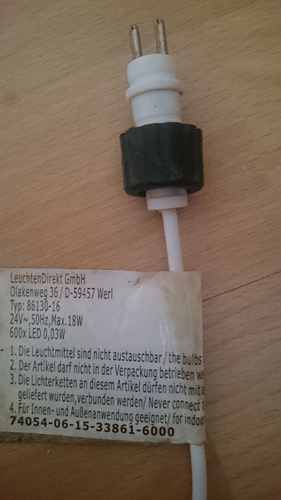 LeuchtenDirekt GmbH
Olakenweg 36 / D-59457 Werl
Typ: 86130-16
24V~,50Hz,Max.18W
600x LED 0,03W
1. Die Leuchtmittel sind nicht austauschbar / the bulbs
2. Der Artikel darf nicht in der Verpackung betrieben
3. Die Lichterketten an diesem Artikel dürfen nicht mit
geliefert wurden,verbunden werden/ Never connect
4. Für Innen- und Außenanwendung geeignet/ for indoo
74054-06-15-33861-6000